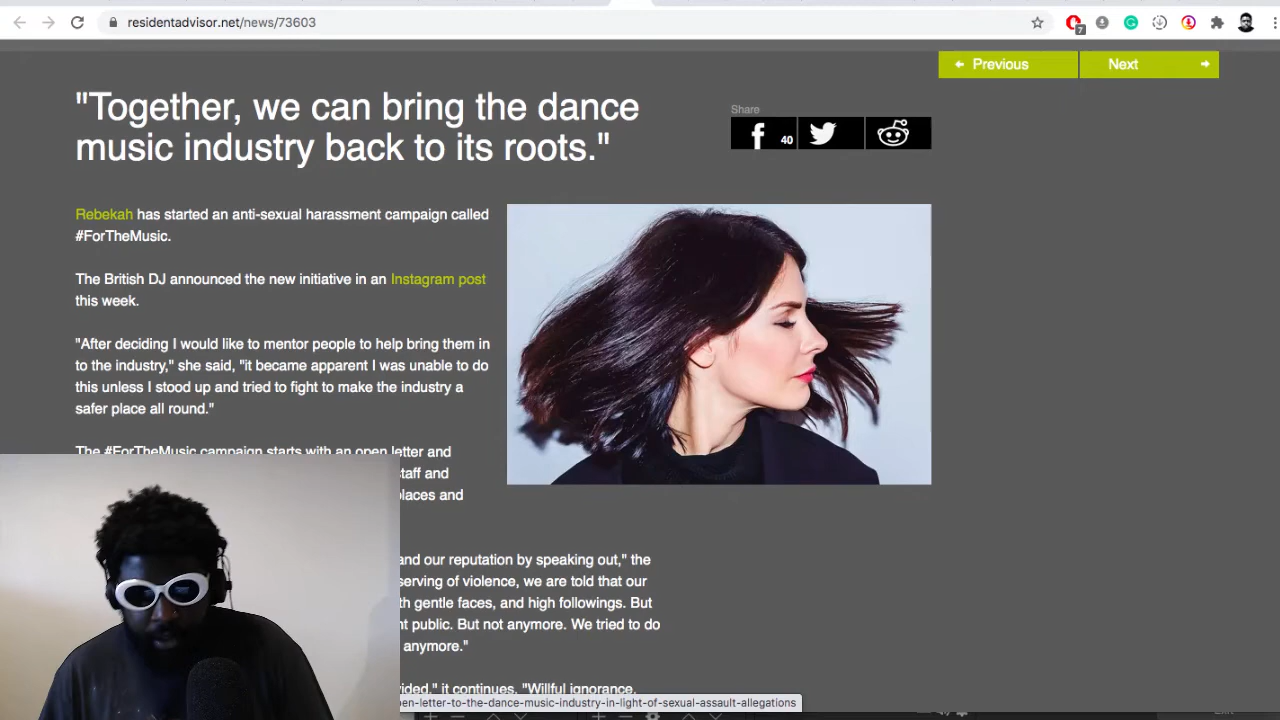 residentadvisor.net/news/73603
7
Previous
Next
"Together, we can bring the dance
music industry back to its roots."
Share
40
Rebekah has started an anti-sexual harassment campaign called
#ForTheMusic.
The British DJ announced the new initiative in an Instagram post
this week.
"After deciding I would like to mentor people to help bring them in
to the industry," she said, "it became apparent I was unable to do
this unless I stood up and tried to fight to make the industry a
safer place all round."
The #ForTheMusic campaign starts with an open letter and
staff and
places and
and our reputation by speaking out," the
serving of violence, we are told that our
gentle faces, and high followings. But
public. But not anymore. We tried to do
anymore."
it continues. "Willful ignorance,
pen-letter-to-the-dance-music-industry-in-light-of-sexual-assault-allegations